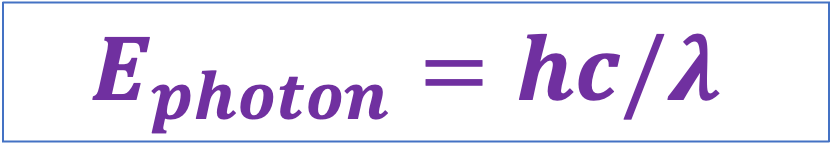 E_photon = hc/λ